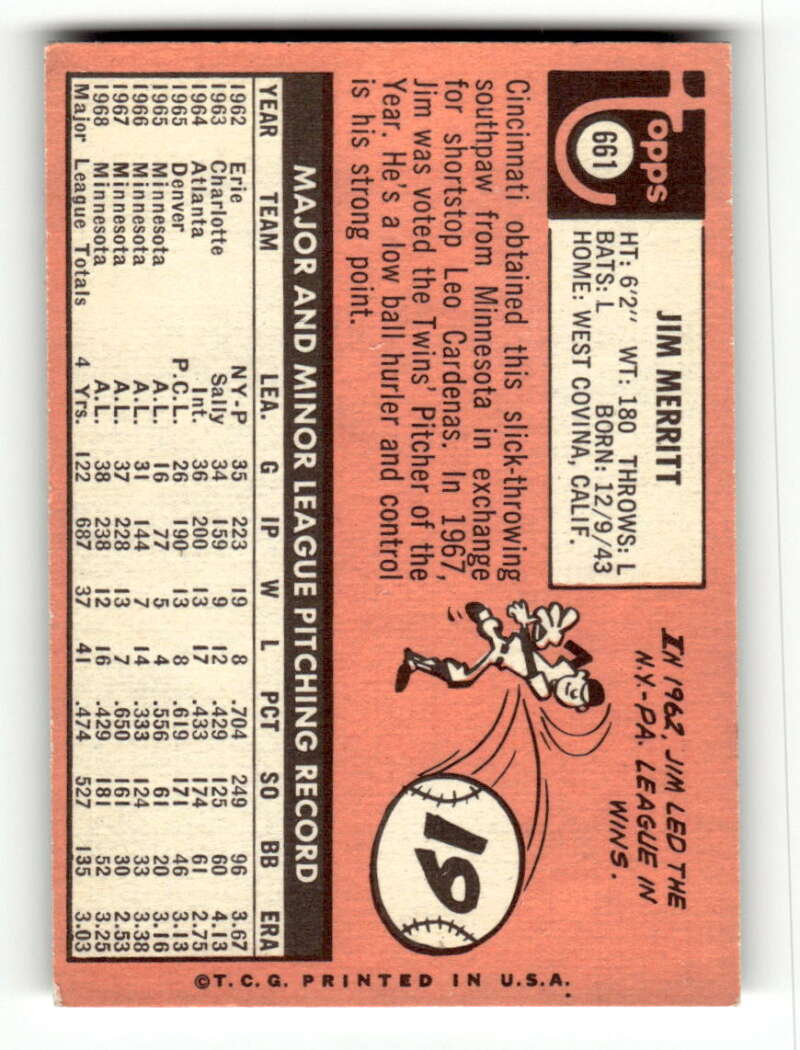 Topps
661
JIM MERRITT
HT: 6'2" WT: 180 THROWS: L
BATS: L BORN: 12/9/43
HOME: WEST COVINA, CALIF.
IN 1962, JIM LED THE
N.Y.-PA. LEAGUE IN
WINS.
19
Cincinnati obtained this slick-throwing
southpaw from Minnesota in exchange
for shortstop Leo Cardenas. In 1967,
Jim was voted the Twins' Pitcher of the
Year. He's a low ball hurler and control
is his strong point.
MAJOR AND MINOR LEAGUE PITCHING RECORD
YEAR TEAM LEA. G IP W L PCT SO BB ERA
1962 Erie NY-P 35 223 19 8 .704 249 96 3.67
1963 Charlotte Sally 34 159 9 12 .429 125 60 4.13
1964 Atlanta Int. 36 200 13 17 .433 174 61 2.75
1965 Denver P.C.L. 26 190 13 8 .619 171 46 3.13
1965 Minnesota A.L. 16 77 5 4 .556 61 20 3.16
1966 Minnesota A.L. 31 144 7 14 .333 124 33 3.38
1967 Minnesota A.L. 37 228 13 7 .650 161 30 2.53
1968 Minnesota A.L. 38 238 12 16 .429 181 52 3.25
Major League Totals 4 Yrs. 122 687 37 41 .474 527 135 3.03
©T.C.G. PRINTED IN U.S.A.